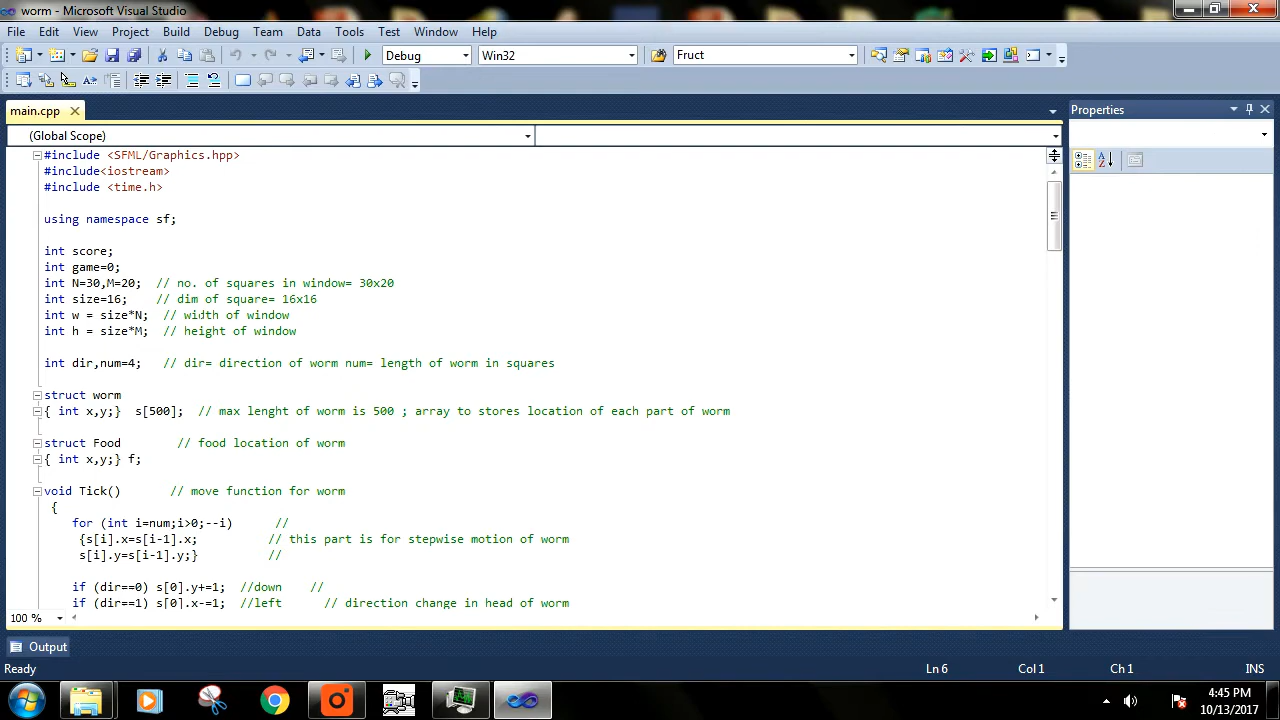 worm - Microsoft Visual Studio
File Edit View Project Build Debug Team Data Tools Test Window Help
Debug Win32 Fruct
main.cpp
Properties
(Global Scope)
#include <SFML/Graphics.hpp>
#include<iostream>
#include <time.h>
using namespace sf;
int score;
int game=0;
int N=30,M=20; // no. of squares in window= 30x20
int size=16; // dim of square= 16x16
int w = size*N; // width of window
int h = size*M; // height of window
int dir,num=4; // dir= direction of worm num= length of worm in squares
struct worm
{ int x,y;} s[500]; // max lenght of worm is 500 ; array to stores location of each part of worm
struct Food // food location of worm
{ int x,y;} f;
void Tick() // move function for worm
{
for (int i=num;i>0;--i) //
{s[i].x=s[i-1].x; // this part is for stepwise motion of worm
s[i].y=s[i-1].y;} //
if (dir==0) s[0].y+=1; //down //
if (dir==1) s[0].x-=1; //left // direction change in head of worm
100 %
Output
Ready Ln 6 Col 1 Ch 1 INS
4:45 PM
10/13/2017